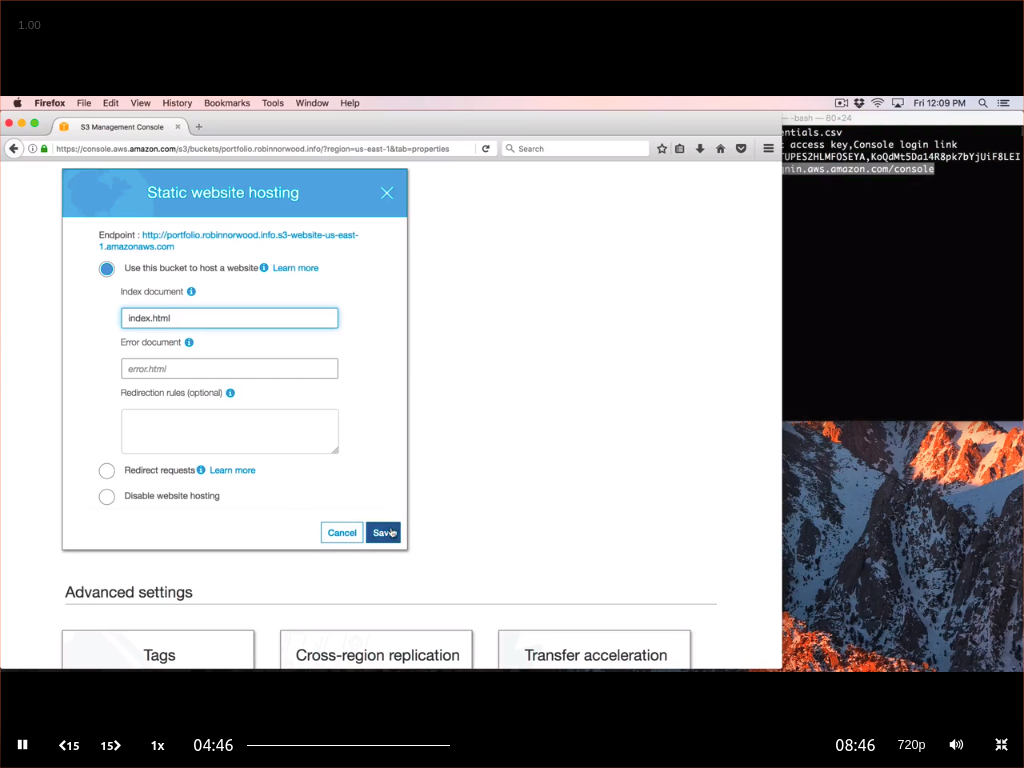 1.00
Firefox File Edit View History Bookmarks Tools Window Help Fri 12:09 PM
S3 Management Console
-bash — 80×24
https://console.aws.amazon.com/s3/buckets/portfolio.robinnorwood.info/?region=us-east-1&tab=properties
Search
entials.csv
access key,Console login link
Static website hosting
.aws.amazon.com/console
Endpoint : http://portfolio.robinnorwood.info.s3-website-us-east-
1.amazonaws.com
Use this bucket to host a website Learn more
Index document
index.html
Error document
error.html
Redirection rules (optional)
Redirect requests Learn more
Disable website hosting
Cancel Save
Advanced settings
Tags Cross-region replication Transfer acceleration
15 15 1x 04:46 08:46 720p